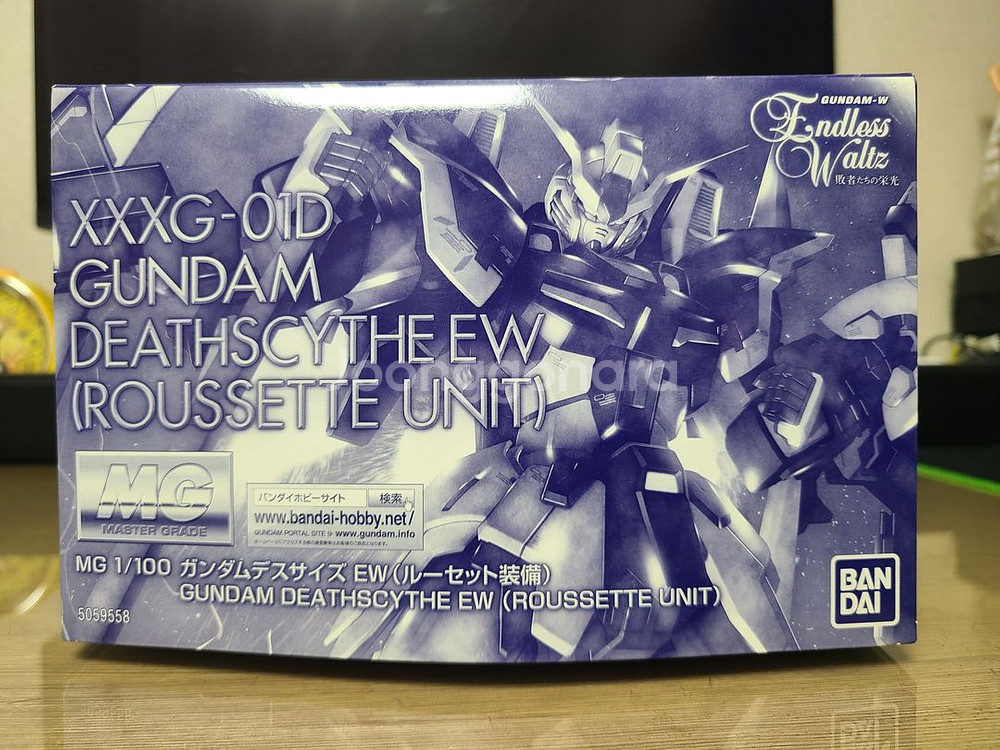 GUNDAM-W
Endless
Waltz
敗者たちの栄光
XXXG-01D
GUNDAM
DEATHSCYTHE EW
(ROUSSETTE UNIT)
MG
MASTER GRADE
バンダイホビーサイト 検索
www.bandai-hobby.net/
GUNDAM PORTAL SITE www.gundam.info
MG 1/100 ガンダムデスサイズ EW(ルーセット装備)
GUNDAM DEATHSCYTHE EW (ROUSSETTE UNIT)
5059558
BAN
DAI